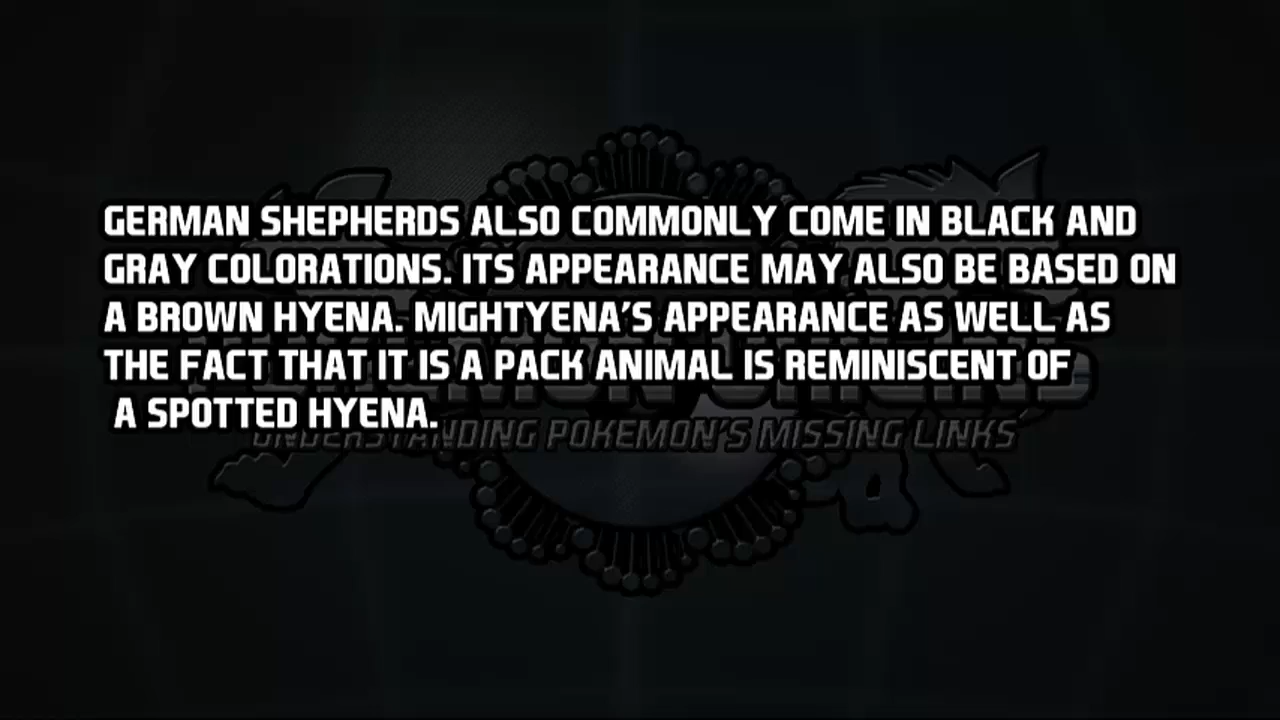 GERMAN SHEPHERDS ALSO COMMONLY COME IN BLACK AND
GRAY COLORATIONS. ITS APPEARANCE MAY ALSO BE BASED ON
A BROWN HYENA. MIGHTYENA'S APPEARANCE AS WELL AS
THE FACT THAT IT IS A PACK ANIMAL IS REMINISCENT OF
A SPOTTED HYENA.
UNDERSTANDING POKEMON'S MISSING LINKS